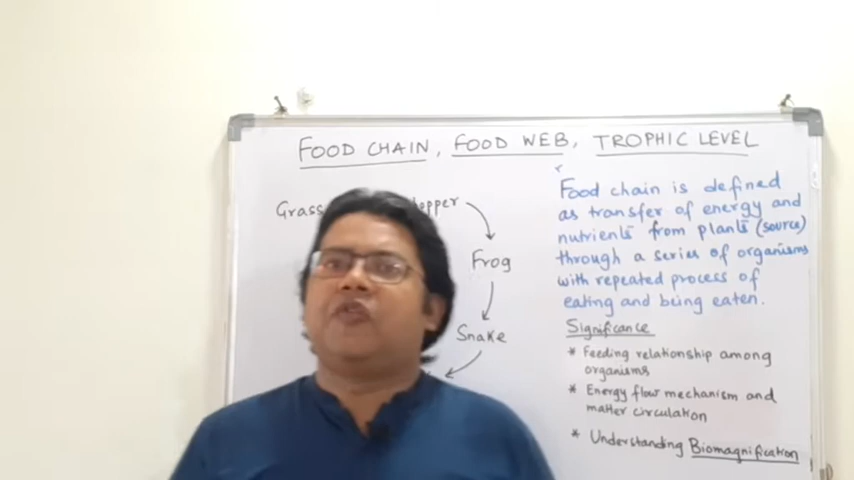 FOOD CHAIN, FOOD WEB, TROPHIC LEVEL
Grass
Frog
Snake
Food chain is defined
as transfer of energy and
nutrients from plants (source)
through a series of organisms
with repeated process of
eating and being eaten.
Significance
* Feeding relationship among
organisms
* Energy flow mechanism and
matter circulation
* Understanding Biomagnification